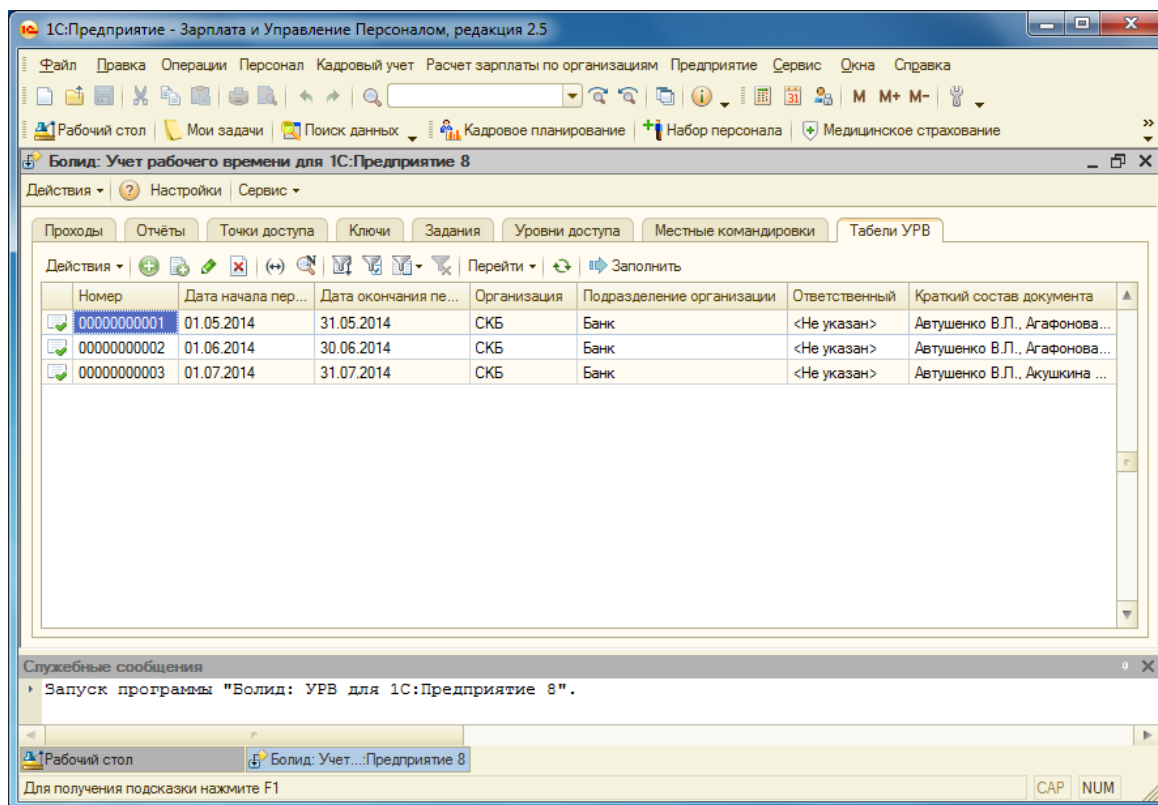 1С:Предприятие - Зарплата и Управление Персоналом, редакция 2.5
Файл Правка Операции Персонал Кадровый учет Расчет зарплаты по организациям Предприятие Сервис Окна Справка
M M+ M-
Рабочий стол Мои задачи Поиск данных Кадровое планирование Набор персонала Медицинское страхование
Болид: Учет рабочего времени для 1С:Предприятие 8
Действия Настройки Сервис
Проходы Отчёты Точки доступа Ключи Задания Уровни доступа Местные командировки Табели УРВ
Действия Перейти Заполнить
Номер Дата начала пер... Дата окончания пе... Организация Подразделение организации Ответственный Краткий состав документа
00000000001 01.05.2014 31.05.2014 СКБ Банк <Не указан> Автушенко В.П., Агафонова...
00000000002 01.06.2014 30.06.2014 СКБ Банк <Не указан> Автушенко В.П., Агафонова...
00000000003 01.07.2014 31.07.2014 СКБ Банк <Не указан> Автушенко В.П., Акушкина ...
Служебные сообщения
Запуск программы "Болид: УРВ для 1С:Предприятие 8".
Рабочий стол Болид: Учет...:Предприятие 8
Для получения подсказки нажмите F1 CAP NUM